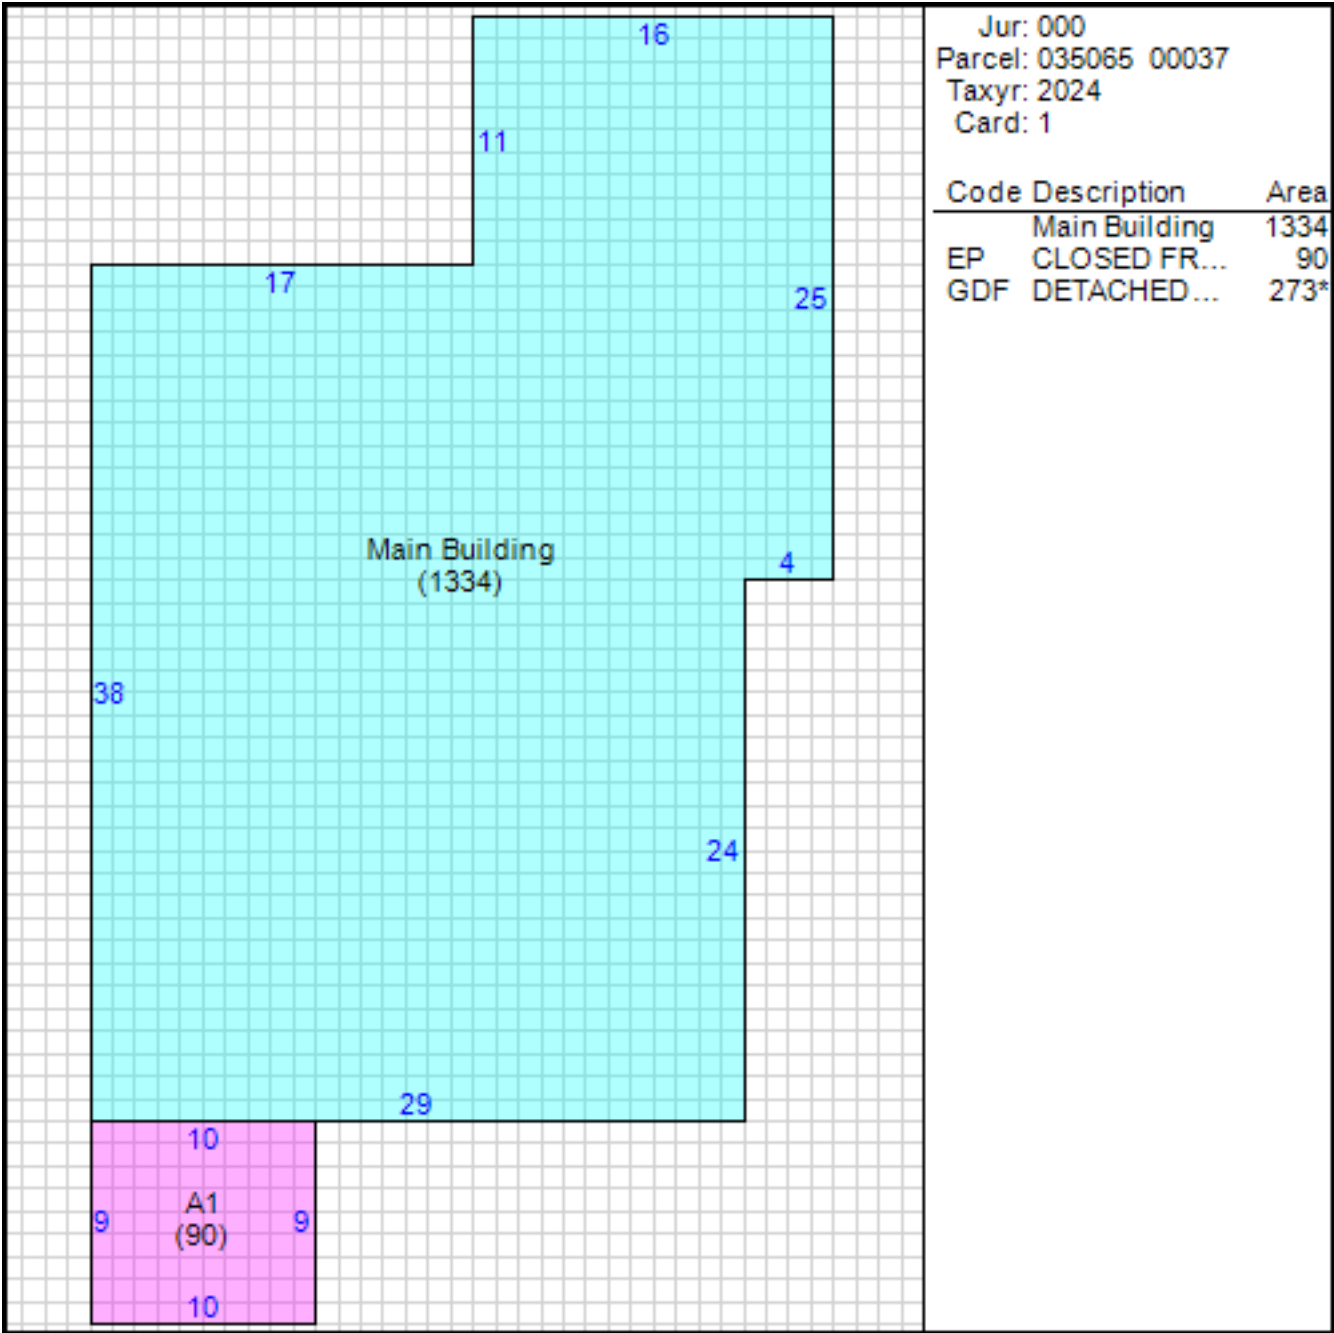 16
11
17
25
Main Building
(1334)
4
38
24
29
10
A1
(90)
9
9
10
Jur: 000
Parcel: 035065 00037
Taxyr: 2024
Card: 1
Code Description Area
Main Building 1334
EP CLOSED FR... 90
GDF DETACHED... 273*